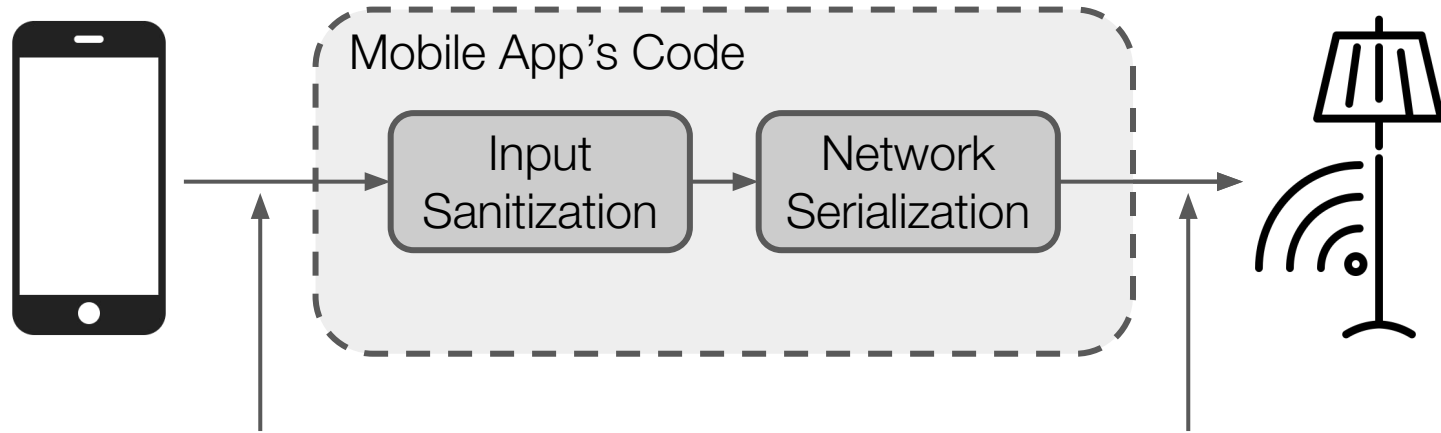 Mobile App’s Code
Input
Sanitization
Network
Serialization